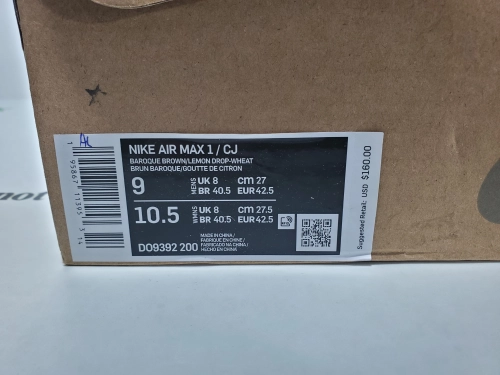 NIKE AIR MAX 1 / CJ
BAROQUE BROWN/LEMON DROP-WHEAT
BRUN BAROQUE/GOUTTE DE CITRON
9 MENS UK 8 CM 27
BR 40.5 EUR 42.5
10.5 WMNS UK 8 CM 27.5
BR 40.5 EUR 42.5
DO9392 200
MADE IN CHINA /
FABRIQUÉ EN CHINE /
FABRICADO NA CHINA /
HECHO EN CHINA
Suggested Retail: USD $160.00